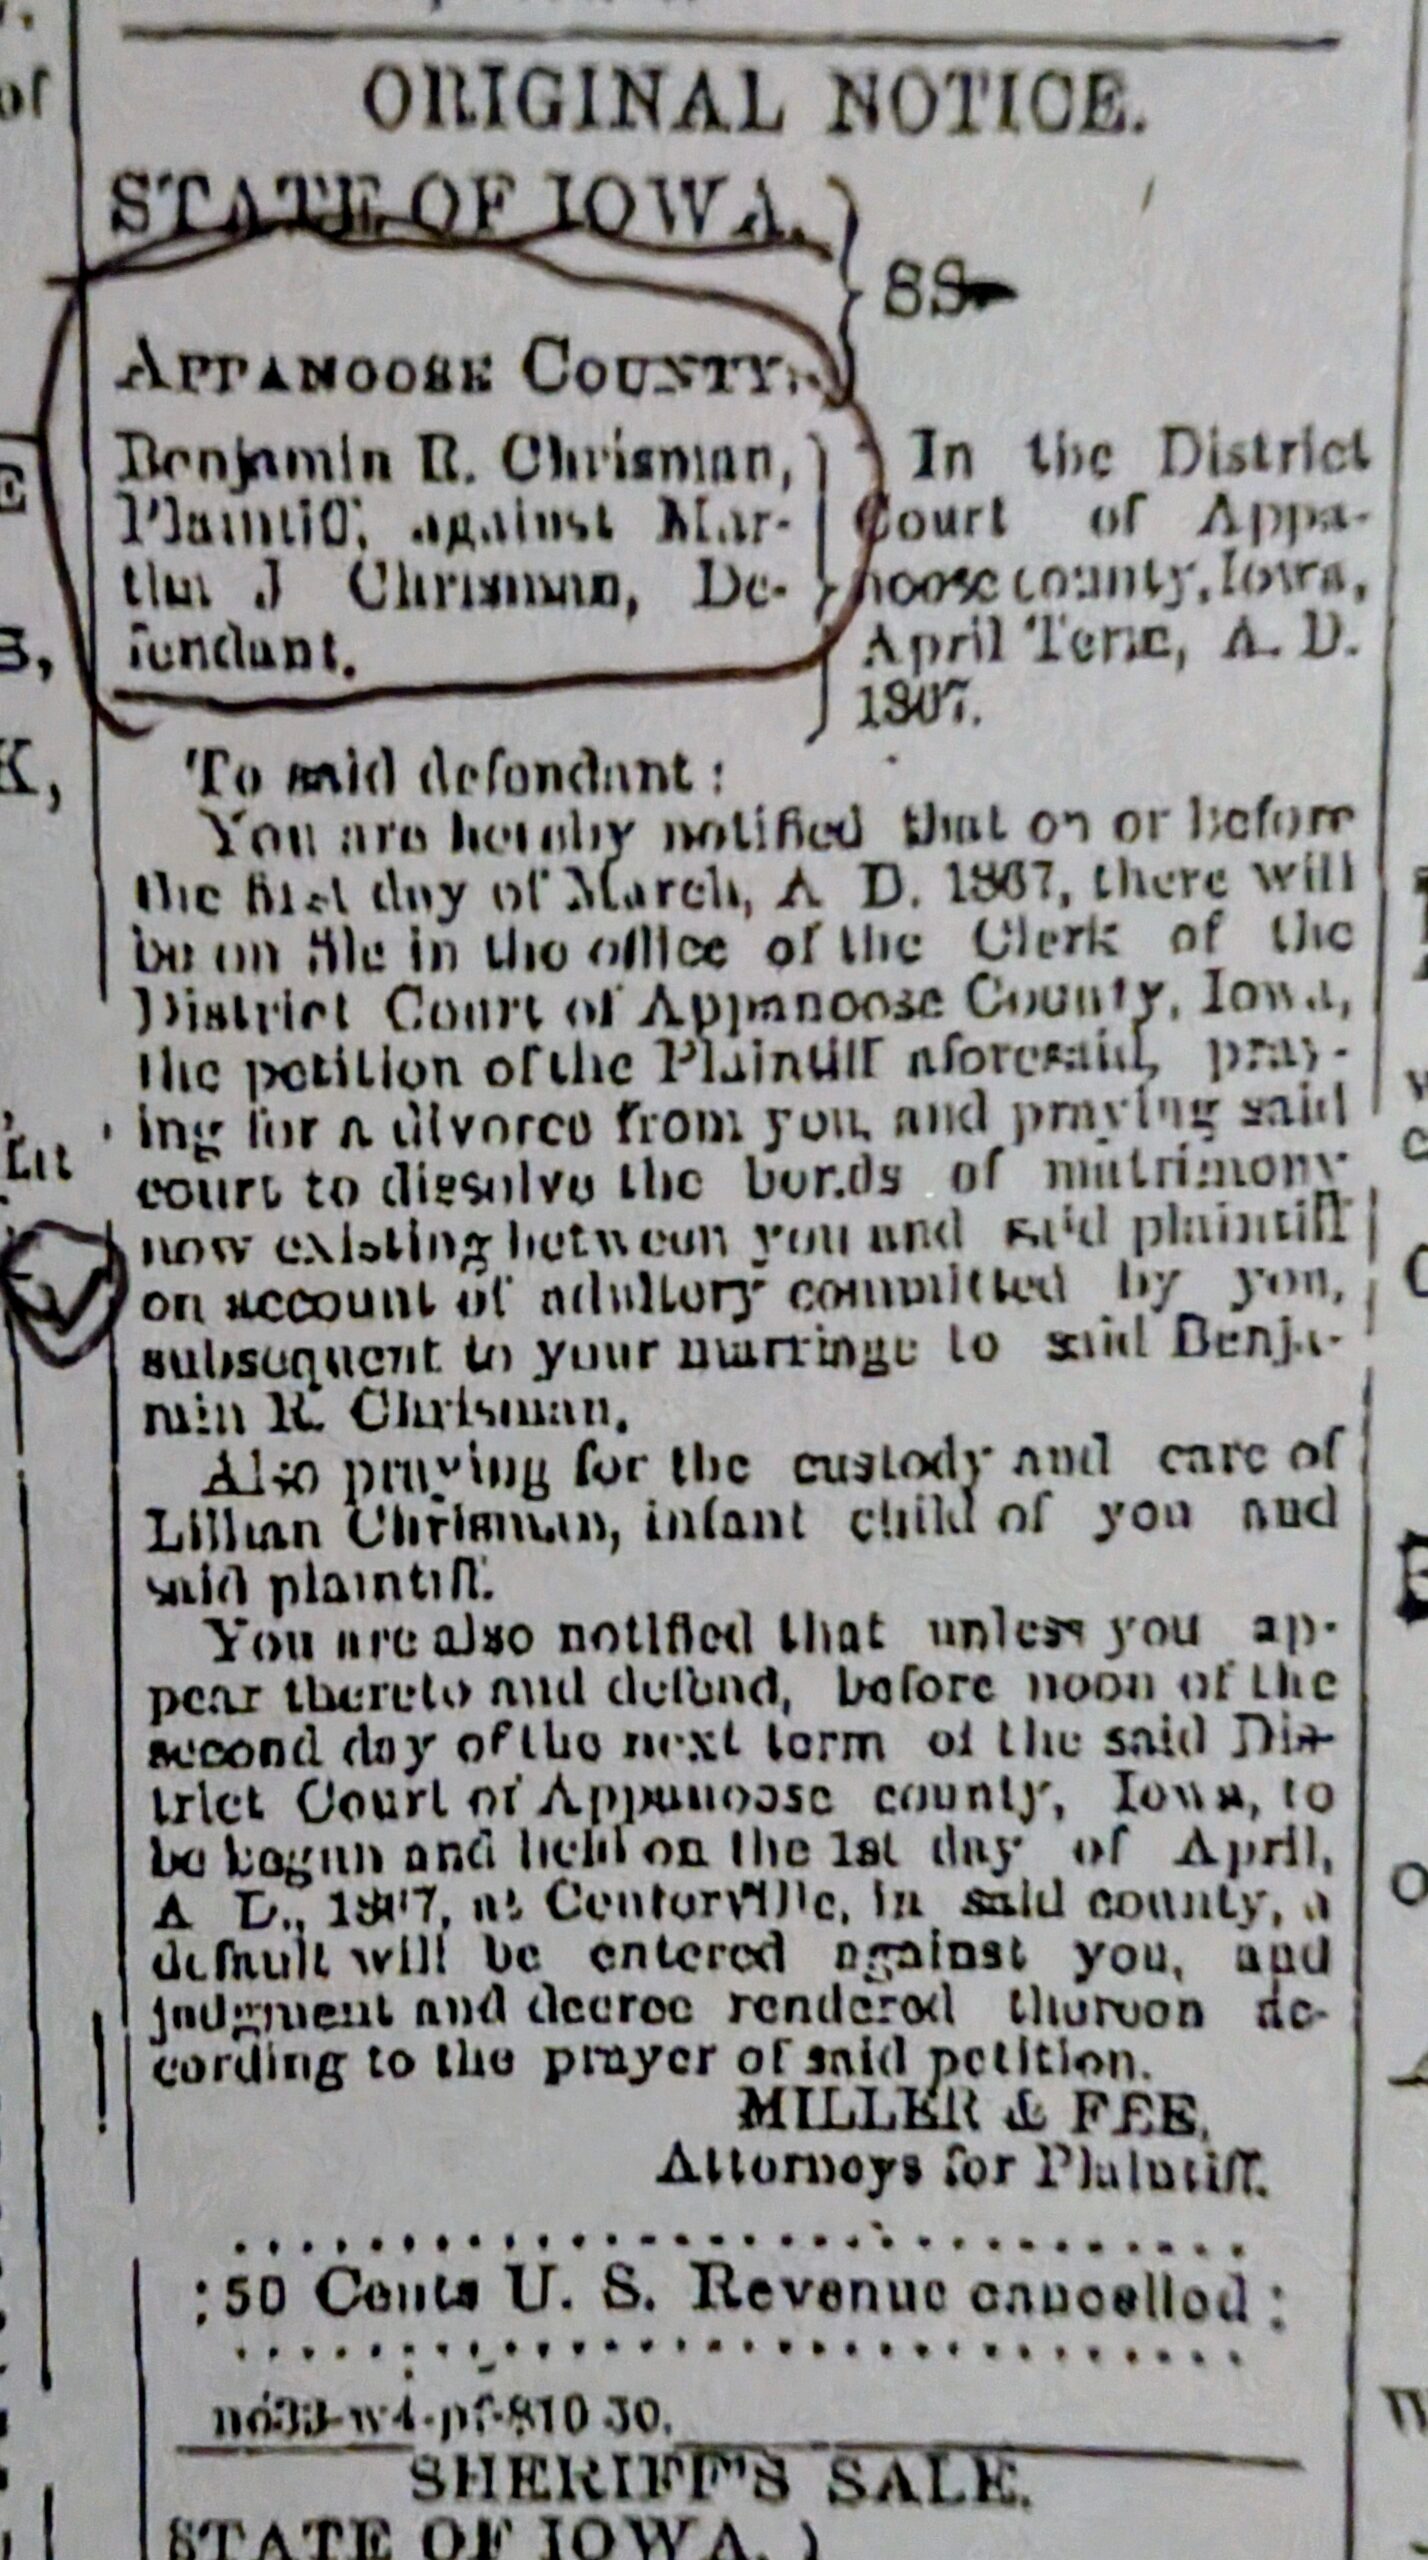 ORIGINAL NOTICE.
STATE OF IOWA, }
SS
APPANOOSE COUNTY,
Benjamin R. Chrisman,
Plaintiff, against Mar-
tha J Chrisman, De-
fendant.
In the District
Court of Appa-
noose county, Iowa,
April Term, A. D.
1867.
To said defendant:
You are hereby notified that on or before
the first day of March, A D. 1867, there will
be on file in the office of the Clerk of the
District Court of Appanoose County, Iowa,
the petition of the Plaintiff aforesaid, pray-
ing for a divorce from you, and praying said
court to dissolve the bonds of matrimony
now existing between you and said plaintiff
on account of adultery committed by you,
subsequent to your marriage to said Benja-
min R. Chrisman.
Also praying for the custody and care of
Lillian Chrisman, infant child of you and
said plaintiff.
You are also notified that unless you ap-
pear thereto and defend, before noon of the
second day of the next term of the said Dis-
trict Court of Appanoose county, Iowa, to
be begun and held on the 1st day of April,
A D., 1867, at Centerville, in said county, a
default will be entered against you, and
judgment and decree rendered thereon ac-
cording to the prayer of said petition.
MILLER & FEE,
Attorneys for Plaintiff.
:50 Cents U. S. Revenue cancelled:
no33-w4-pf-$10 50.
SHERIFF'S SALE.
STATE OF IOWA, )